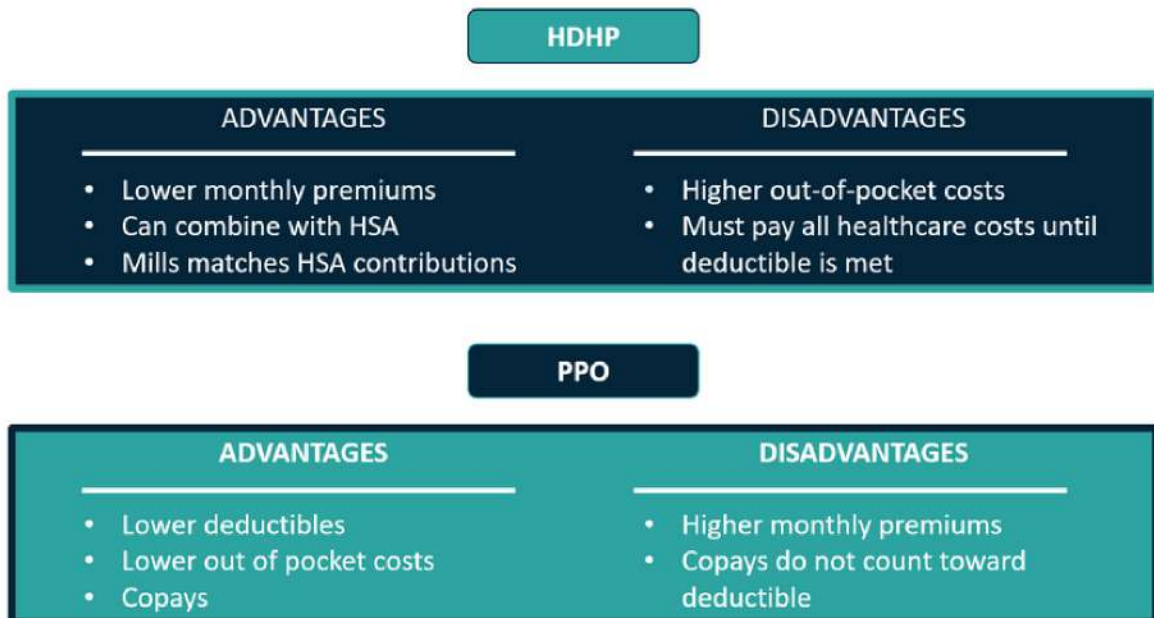 HDHP
ADVANTAGES
• Lower monthly premiums
• Can combine with HSA
• Mills matches HSA contributions
DISADVANTAGES
• Higher out-of-pocket costs
• Must pay all healthcare costs until
deductible is met
PPO
ADVANTAGES
• Lower deductibles
• Lower out of pocket costs
• Copays
DISADVANTAGES
• Higher monthly premiums
• Copays do not count toward
deductible